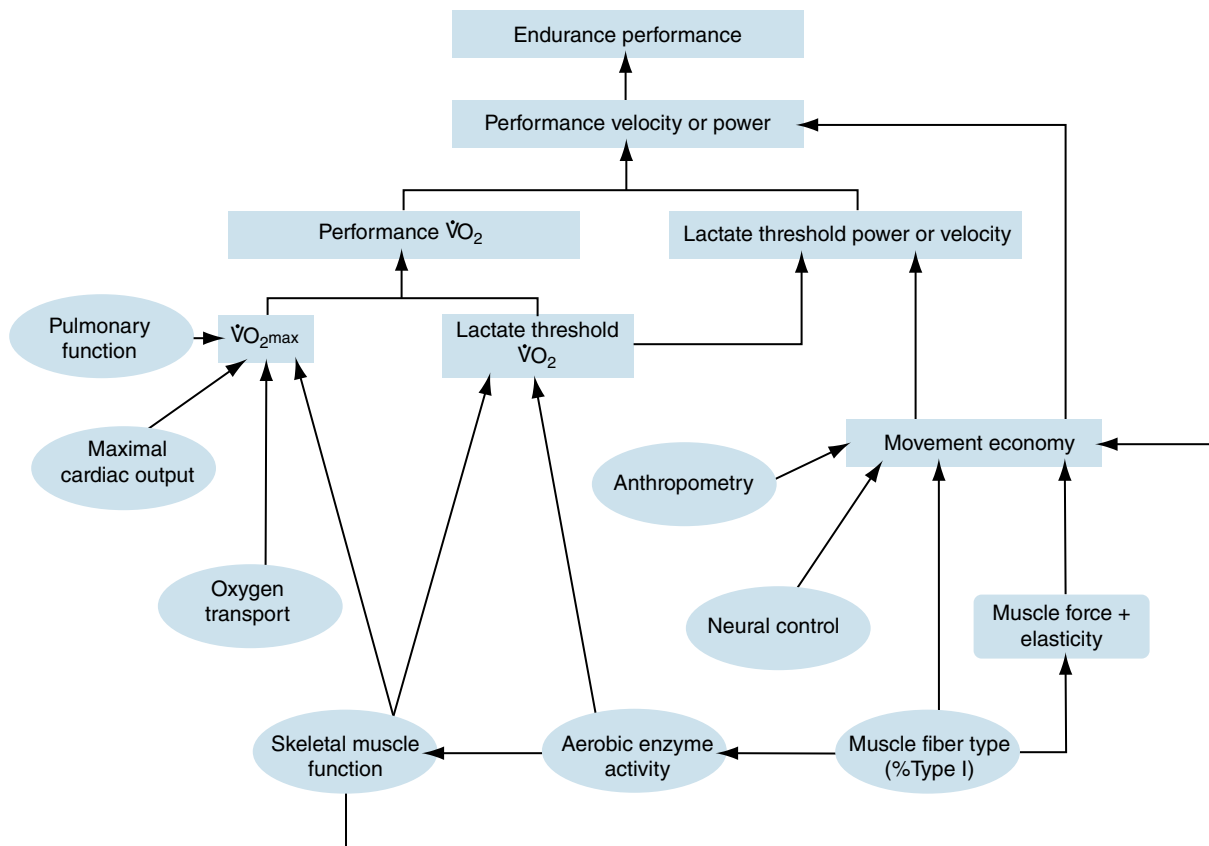 Endurance performance
Performance velocity or power
Performance V̇O₂
Lactate threshold power or velocity
Pulmonary
function
V̇O₂max
Lactate threshold
V̇O₂
Maximal
cardiac output
Movement economy
Anthropometry
Oxygen
transport
Neural control
Muscle force +
elasticity
Skeletal muscle
function
Aerobic enzyme
activity
Muscle fiber type
(%Type I)